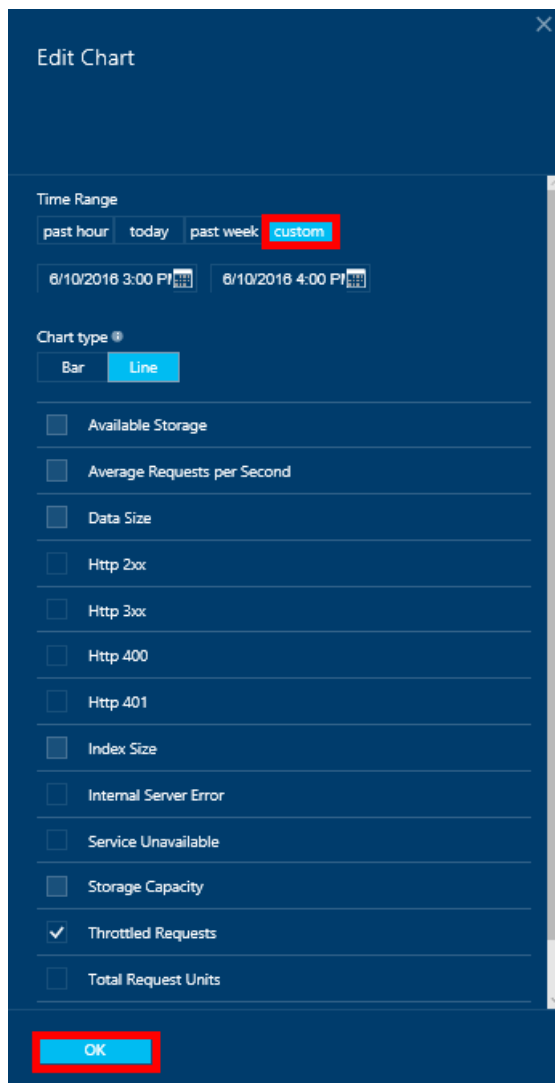 Edit Chart
Time Range
past hour today past week custom
6/10/2016 3:00 PM 6/10/2016 4:00 PM
Chart type
Bar Line
Available Storage
Average Requests per Second
Data Size
Http 2xx
Http 3xx
Http 400
Http 401
Index Size
Internal Server Error
Service Unavailable
Storage Capacity
Throttled Requests
Total Request Units
OK